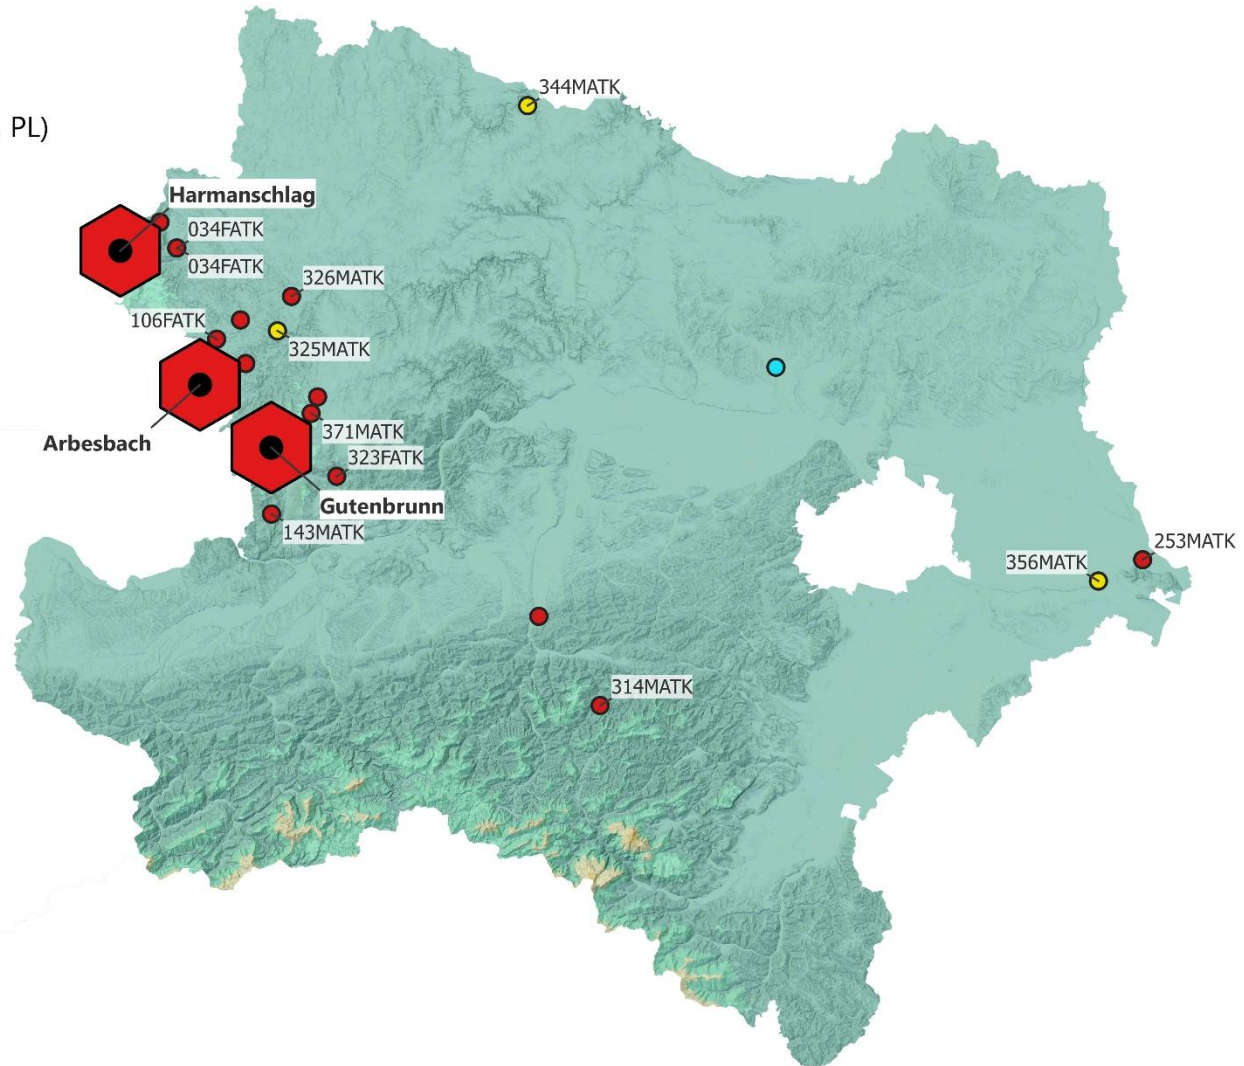 344MATK
PL)
Harmanschlag
034FATK
034FATK
326MATK
106FATK
325MATK
371MATK
Arbesbach
323FATK
Gutenbrunn
143MATK
253MATK
356MATK
314MATK